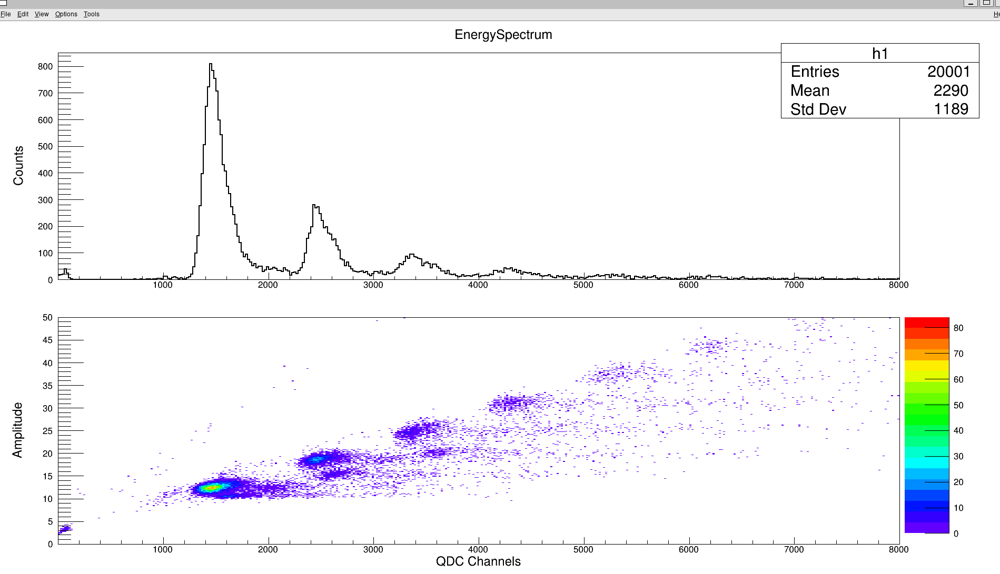 File Edit View Options Tools He
EnergySpectrum
h1
Entries 20001
Mean 2290
Std Dev 1189
Counts
800
700
600
500
400
300
200
100
0
1000 2000 3000 4000 5000 6000 7000 8000
Amplitude
50
45
40
35
30
25
20
15
10
5
0
1000 2000 3000 4000 5000 6000 7000 8000
QDC Channels
80
70
60
50
40
30
20
10
0